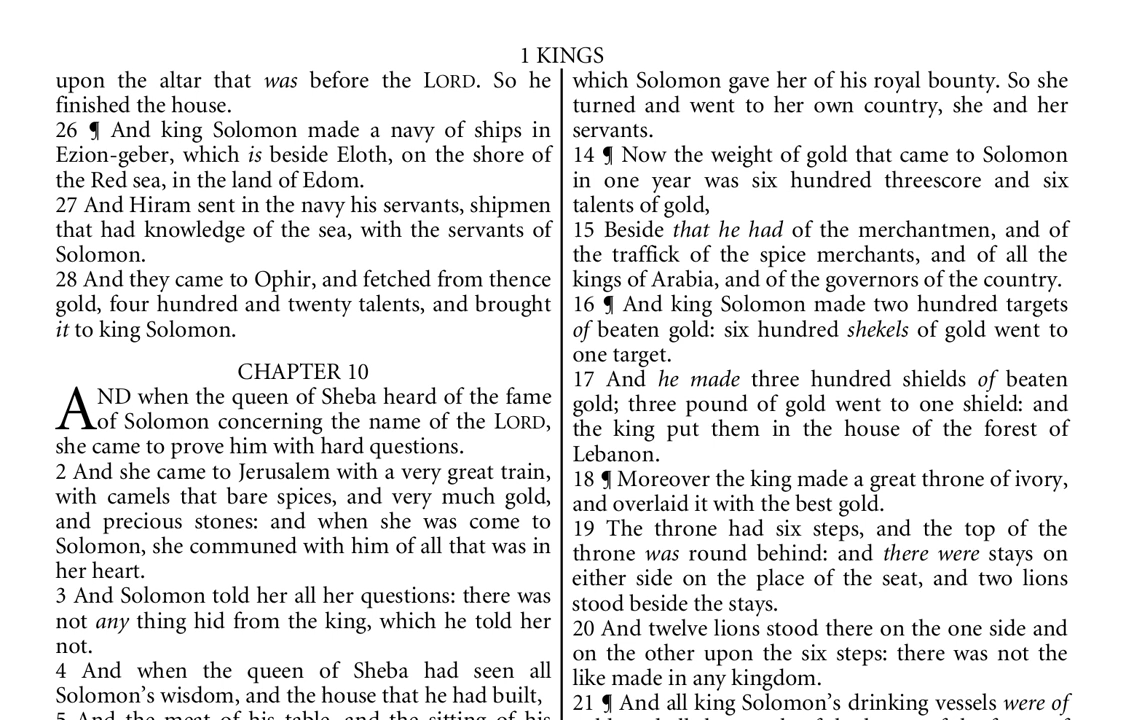 1 KINGS
upon the altar that was before the LORD. So he
finished the house.
26 ¶ And king Solomon made a navy of ships in
Ezion-geber, which is beside Eloth, on the shore of
the Red sea, in the land of Edom.
27 And Hiram sent in the navy his servants, shipmen
that had knowledge of the sea, with the servants of
Solomon.
28 And they came to Ophir, and fetched from thence
gold, four hundred and twenty talents, and brought
it to king Solomon.
CHAPTER 10
AND when the queen of Sheba heard of the fame
of Solomon concerning the name of the LORD,
she came to prove him with hard questions.
2 And she came to Jerusalem with a very great train,
with camels that bare spices, and very much gold,
and precious stones: and when she was come to
Solomon, she communed with him of all that was in
her heart.
3 And Solomon told her all her questions: there was
not any thing hid from the king, which he told her
not.
4 And when the queen of Sheba had seen all
Solomon’s wisdom, and the house that he had built,
5 And the meat of his table, and the sitting of his
which Solomon gave her of his royal bounty. So she
turned and went to her own country, she and her
servants.
14 ¶ Now the weight of gold that came to Solomon
in one year was six hundred threescore and six
talents of gold,
15 Beside that he had of the merchantmen, and of
the traffick of the spice merchants, and of all the
kings of Arabia, and of the governors of the country.
16 ¶ And king Solomon made two hundred targets
of beaten gold: six hundred shekels of gold went to
one target.
17 And he made three hundred shields of beaten
gold; three pound of gold went to one shield: and
the king put them in the house of the forest of
Lebanon.
18 ¶ Moreover the king made a great throne of ivory,
and overlaid it with the best gold.
19 The throne had six steps, and the top of the
throne was round behind: and there were stays on
either side on the place of the seat, and two lions
stood beside the stays.
20 And twelve lions stood there on the one side and
on the other upon the six steps: there was not the
like made in any kingdom.
21 ¶ And all king Solomon’s drinking vessels were of